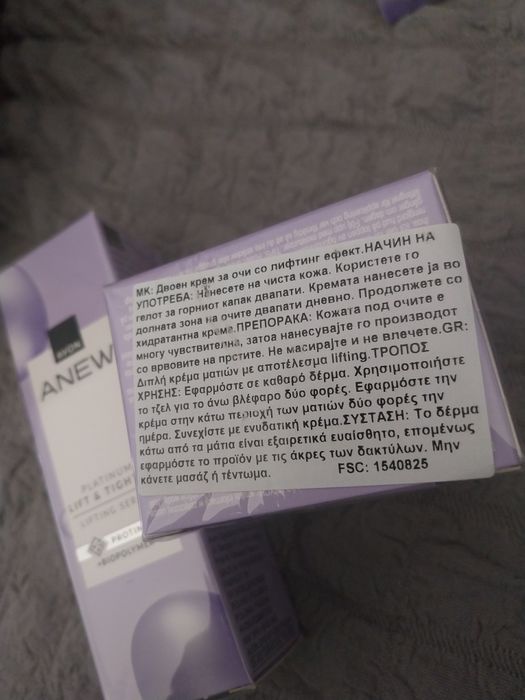 МК: Двоен крем за очи со лифтинг ефект.НАЧИН НА
УПОТРЕБА: Нанесете на чиста кожа. Користете го
гелот за горниот капак двапати. Кремата нанесете ја во
долната зона на очите двапати дневно. Продолжете со
хидратантна крема.ПРЕПОРАКА: Кожата под очите е
многу чувствителна, затоа нанесувајте го производот
со врвовите на прстите. Не масирајте и не влечете.GR:
Διπλή κρέμα ματιών με αποτέλεσμα lifting.ΤΡΟΠΟΣ
ΧΡΗΣΗΣ: Εφαρμόστε σε καθαρό δέρμα. Χρησιμοποιήστε
το τζελ για το άνω βλέφαρο δύο φορές. Εφαρμόστε την
κρέμα στην κάτω περιοχή των ματιών δύο φορές την
ημέρα. Συνεχίστε με ενυδατική κρέμα.ΣΥΣΤΑΣΗ: Το δέρμα
κάτω από τα μάτια είναι εξαιρετικά ευαίσθητο, επομένως
εφαρμόστε το προϊόν με τις άκρες των δακτύλων. Μην
κάνετε μασάζ ή τέντωμα.
FSC: 1540825
AVON
ANEW
PLATINUM
LIFT & TIGH
LIFTING SER
PROTIN
+BIOPOLYMER